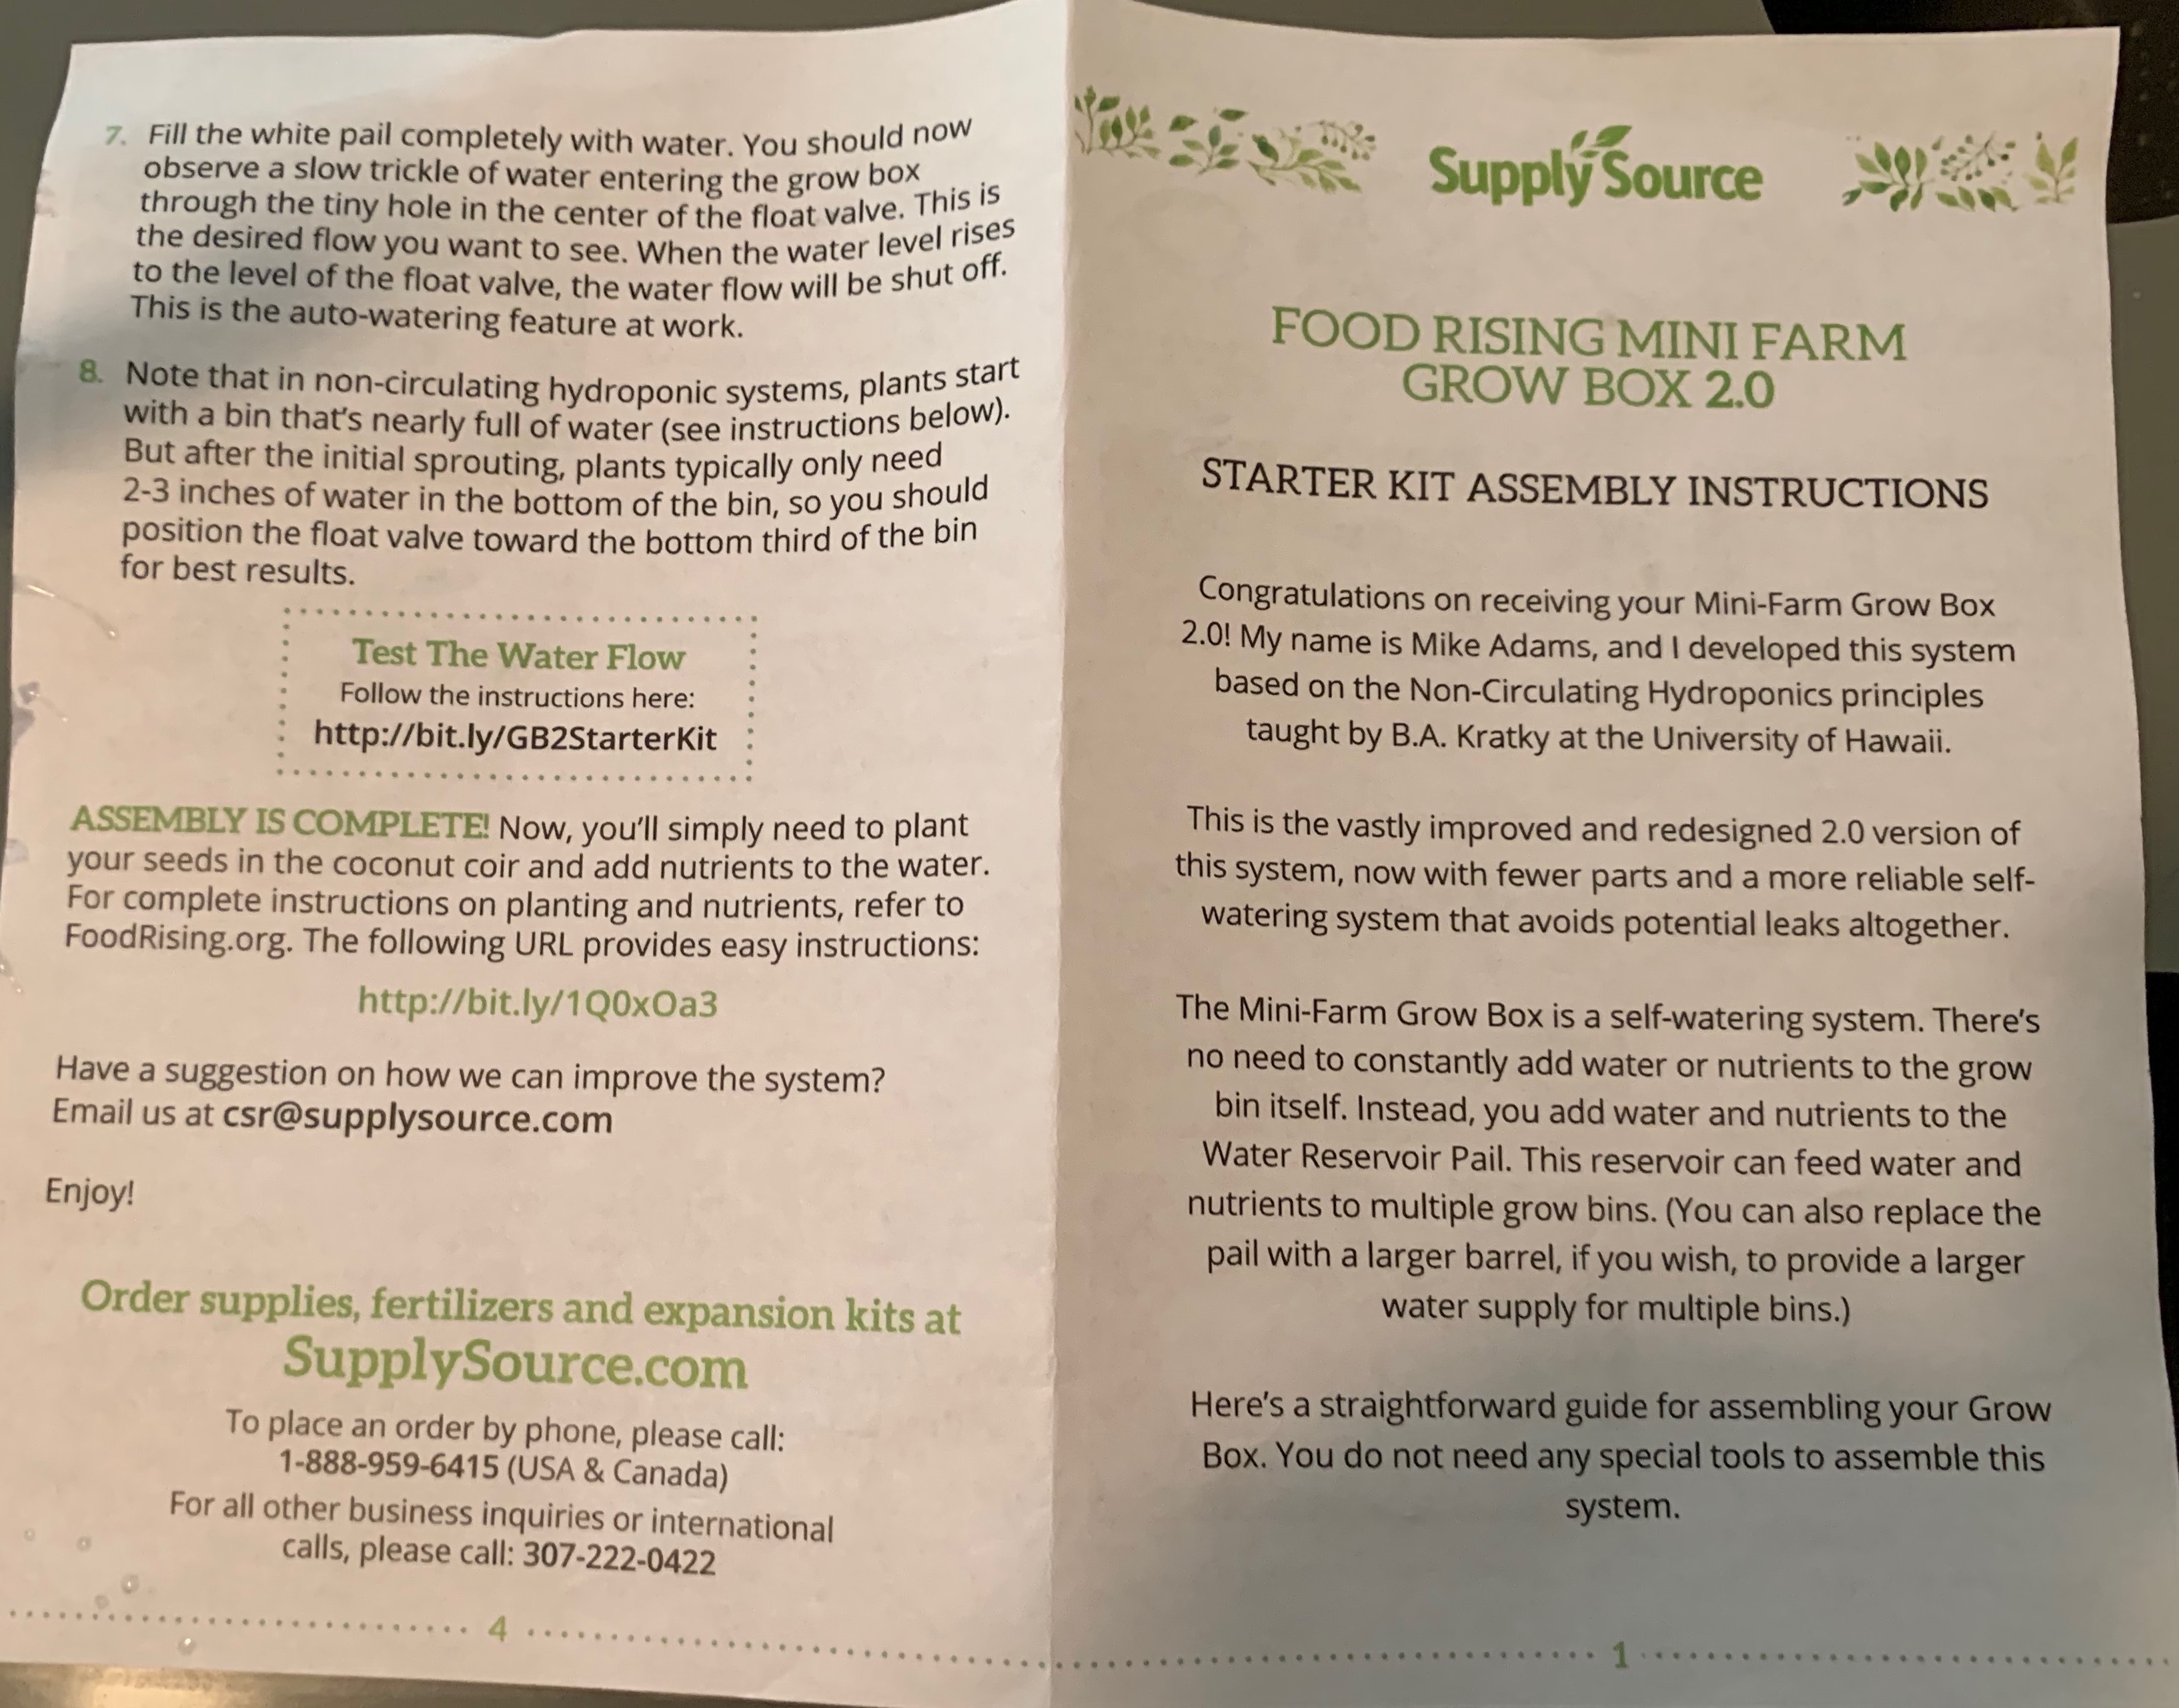 7. Fill the white pail completely with water. You should now
observe a slow trickle of water entering the grow box
through the tiny hole in the center of the float valve. This is
the desired flow you want to see. When the water level rises
to the level of the float valve, the water flow will be shut off.
This is the auto-watering feature at work.
8. Note that in non-circulating hydroponic systems, plants start
with a bin that's nearly full of water (see instructions below).
But after the initial sprouting, plants typically only need
2-3 inches of water in the bottom of the bin, so you should
position the float valve toward the bottom third of the bin
for best results.
Test The Water Flow
Follow the instructions here:
http://bit.ly/GB2StarterKit
ASSEMBLY IS COMPLETE! Now, you'll simply need to plant
your seeds in the coconut coir and add nutrients to the water.
For complete instructions on planting and nutrients, refer to
FoodRising.org. The following URL provides easy instructions:
http://bit.ly/1Q0xOa3
Have a suggestion on how we can improve the system?
Email us at csr@supplysource.com
Enjoy!
Order supplies, fertilizers and expansion kits at
SupplySource.com
To place an order by phone, please call:
1-888-959-6415 (USA & Canada)
For all other business inquiries or international
calls, please call: 307-222-0422
4
Supply Source
FOOD RISING MINI FARM
GROW BOX 2.0
STARTER KIT ASSEMBLY INSTRUCTIONS
Congratulations on receiving your Mini-Farm Grow Box
2.0! My name is Mike Adams, and I developed this system
based on the Non-Circulating Hydroponics principles
taught by B.A. Kratky at the University of Hawaii.
This is the vastly improved and redesigned 2.0 version of
this system, now with fewer parts and a more reliable self-
watering system that avoids potential leaks altogether.
The Mini-Farm Grow Box is a self-watering system. There's
no need to constantly add water or nutrients to the grow
bin itself. Instead, you add water and nutrients to the
Water Reservoir Pail. This reservoir can feed water and
nutrients to multiple grow bins. (You can also replace the
pail with a larger barrel, if you wish, to provide a larger
water supply for multiple bins.)
Here's a straightforward guide for assembling your Grow
Box. You do not need any special tools to assemble this
system.
1